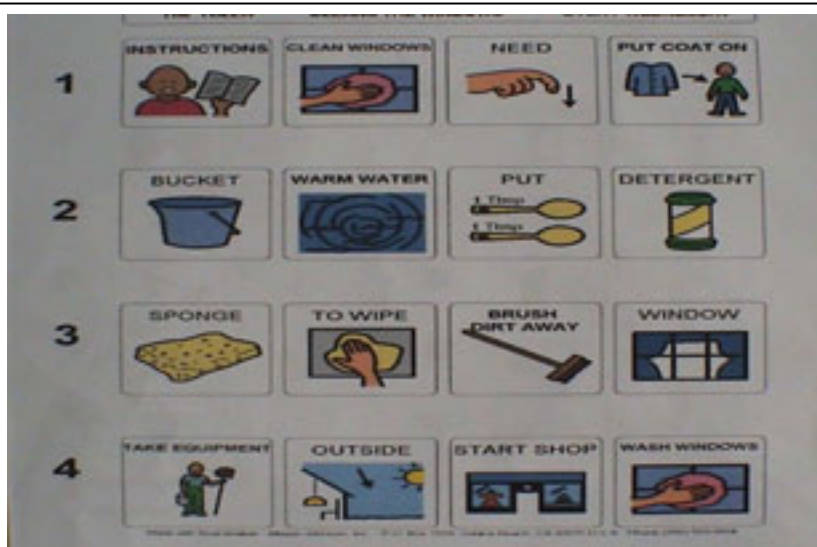 INSTRUCTIONS CLEAN WINDOWS NEED PUT COAT ON
1
BUCKET WARM WATER PUT DETERGENT
1 Tbsp
1 Tbsp
2
SPONGE TO WIPE BRUSH DIRT AWAY WINDOW
3
TAKE EQUIPMENT OUTSIDE START SHOP WASH WINDOWS
4